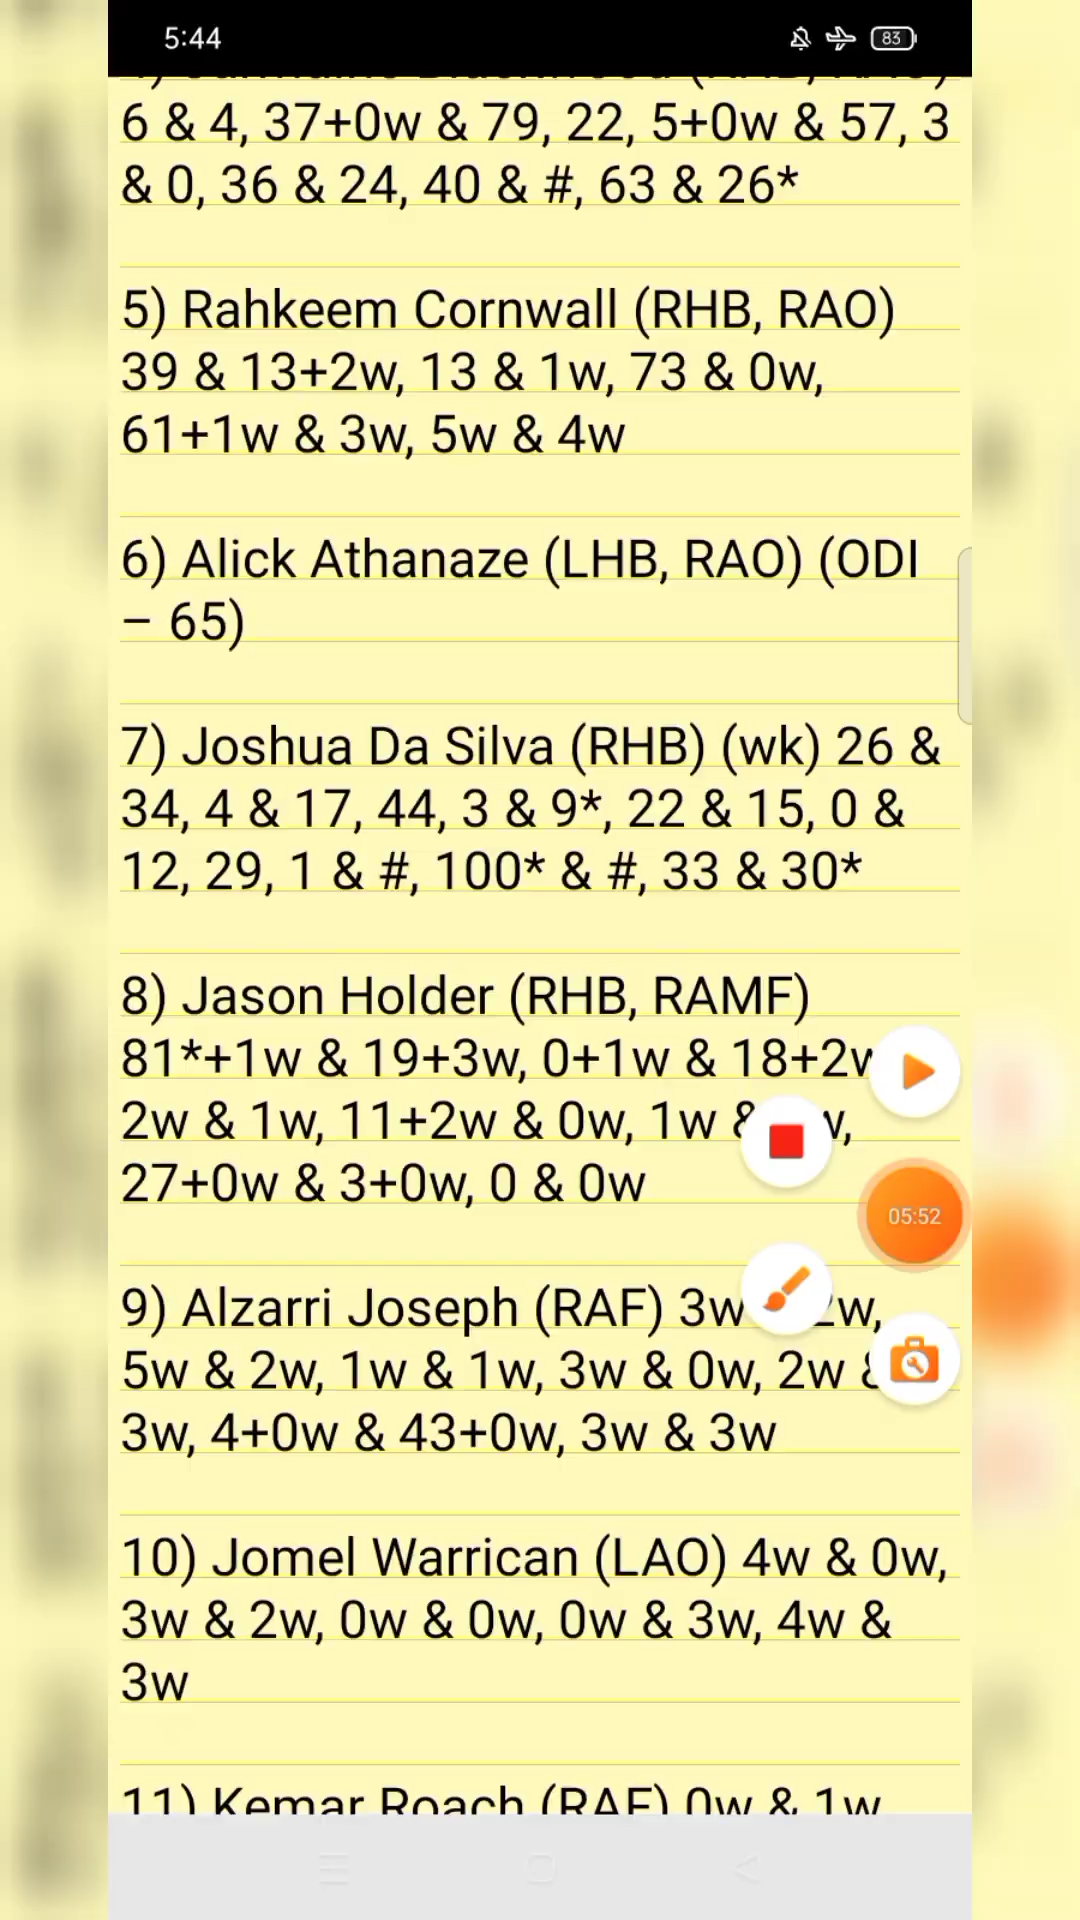 5:44
83
6 & 4, 37+0w & 79, 22, 5+0w & 57, 3
& 0, 36 & 24, 40 & #, 63 & 26*
5) Rahkeem Cornwall (RHB, RAO)
39 & 13+2w, 13 & 1w, 73 & 0w,
61+1w & 3w, 5w & 4w
6) Alick Athanaze (LHB, RAO) (ODI
– 65)
7) Joshua Da Silva (RHB) (wk) 26 &
34, 4 & 17, 44, 3 & 9*, 22 & 15, 0 &
12, 29, 1 & #, 100* & #, 33 & 30*
8) Jason Holder (RHB, RAMF)
81*+1w & 19+3w, 0+1w & 18+2w
2w & 1w, 11+2w & 0w, 1w & w,
27+0w & 3+0w, 0 & 0w
05:52
9) Alzarri Joseph (RAF) 3w 2w,
5w & 2w, 1w & 1w, 3w & 0w, 2w &
3w, 4+0w & 43+0w, 3w & 3w
10) Jomel Warrican (LAO) 4w & 0w,
3w & 2w, 0w & 0w, 0w & 3w, 4w &
3w
11) Kemar Roach (RAF) 0w & 1w